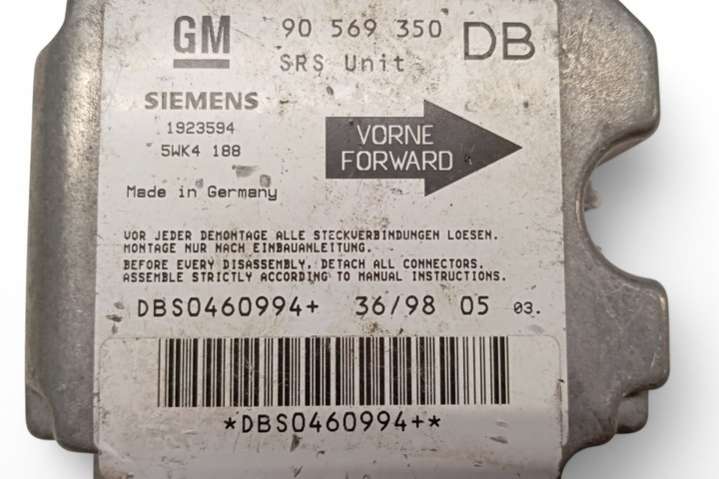 GM 90 569 350 DB
SRS Unit
SIEMENS
1923594
5WK4 188
VORNE
FORWARD
Made in Germany
VOR JEDER DEMONTAGE ALLE STECKVERBINDUNGEN LOESEN.
MONTAGE NUR NACH EINBAUANLEITUNG.
BEFORE EVERY DISASSEMBLY, DETACH ALL CONNECTORS,
ASSEMBLE STRICTLY ACCORDING TO MANUAL INSTRUCTIONS.
DBS0460994+ 36/98 05 03.
*DBS0460994+*